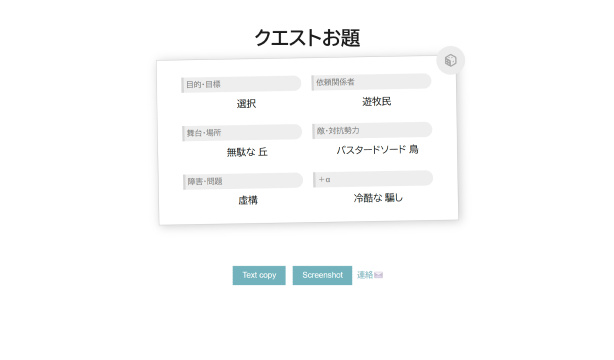 クエストお題
目的・目標
選択
依頼関係者
遊牧民
舞台・場所
無駄な 丘
敵・対抗勢力
バスタードソード 鳥
障害・問題
虚構
＋α
冷酷な 騙し
Text copy
Screenshot
連絡